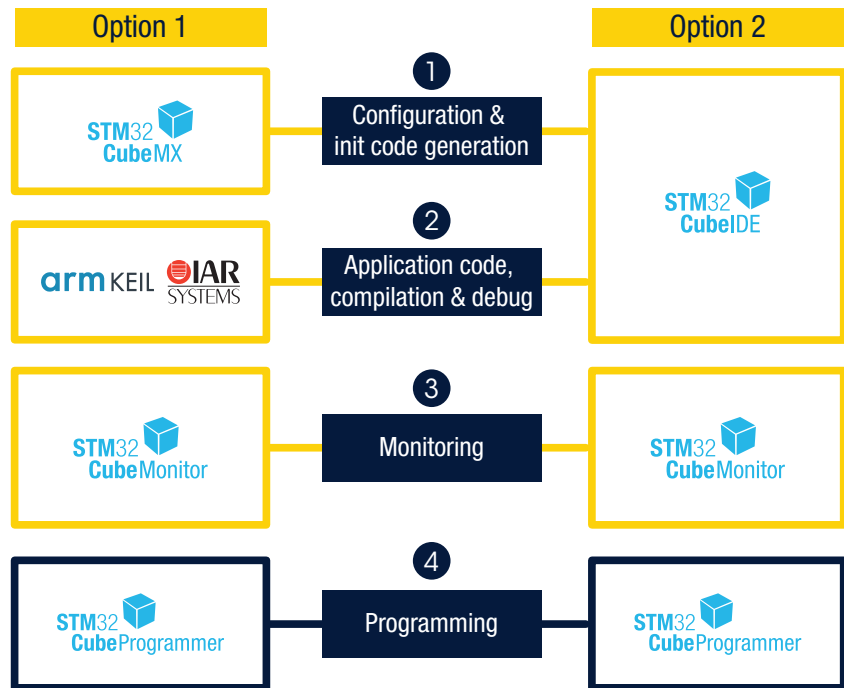 Option 1
Option 2
1
Configuration &
init code generation
STM32
CubeMX
STM32
CubeIDE
2
Application code,
compilation & debug
arm KEIL
IAR
SYSTEMS
3
Monitoring
STM32
CubeMonitor
STM32
CubeMonitor
4
Programming
STM32
CubeProgrammer
STM32
CubeProgrammer